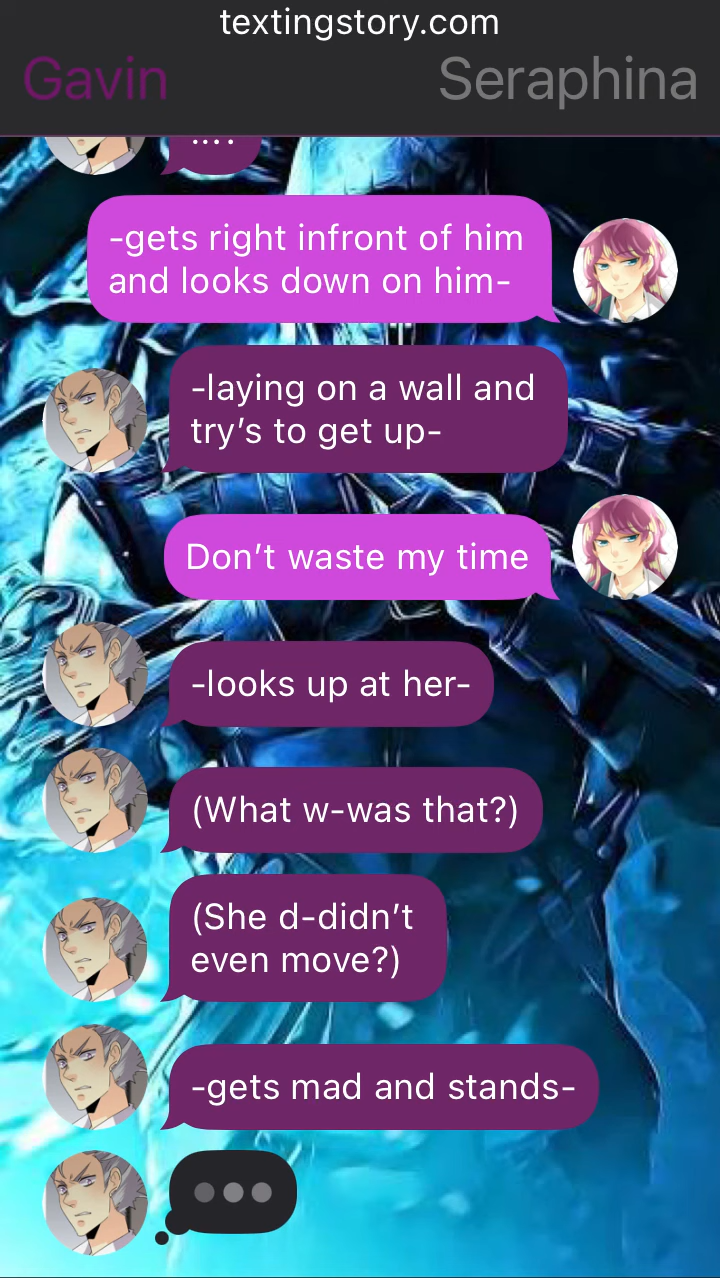 textingstory.com
Gavin Seraphina
....
-gets right infront of him
and looks down on him-
-laying on a wall and
try’s to get up-
Don’t waste my time
-looks up at her-
(What w-was that?)
(She d-didn’t
even move?)
-gets mad and stands-